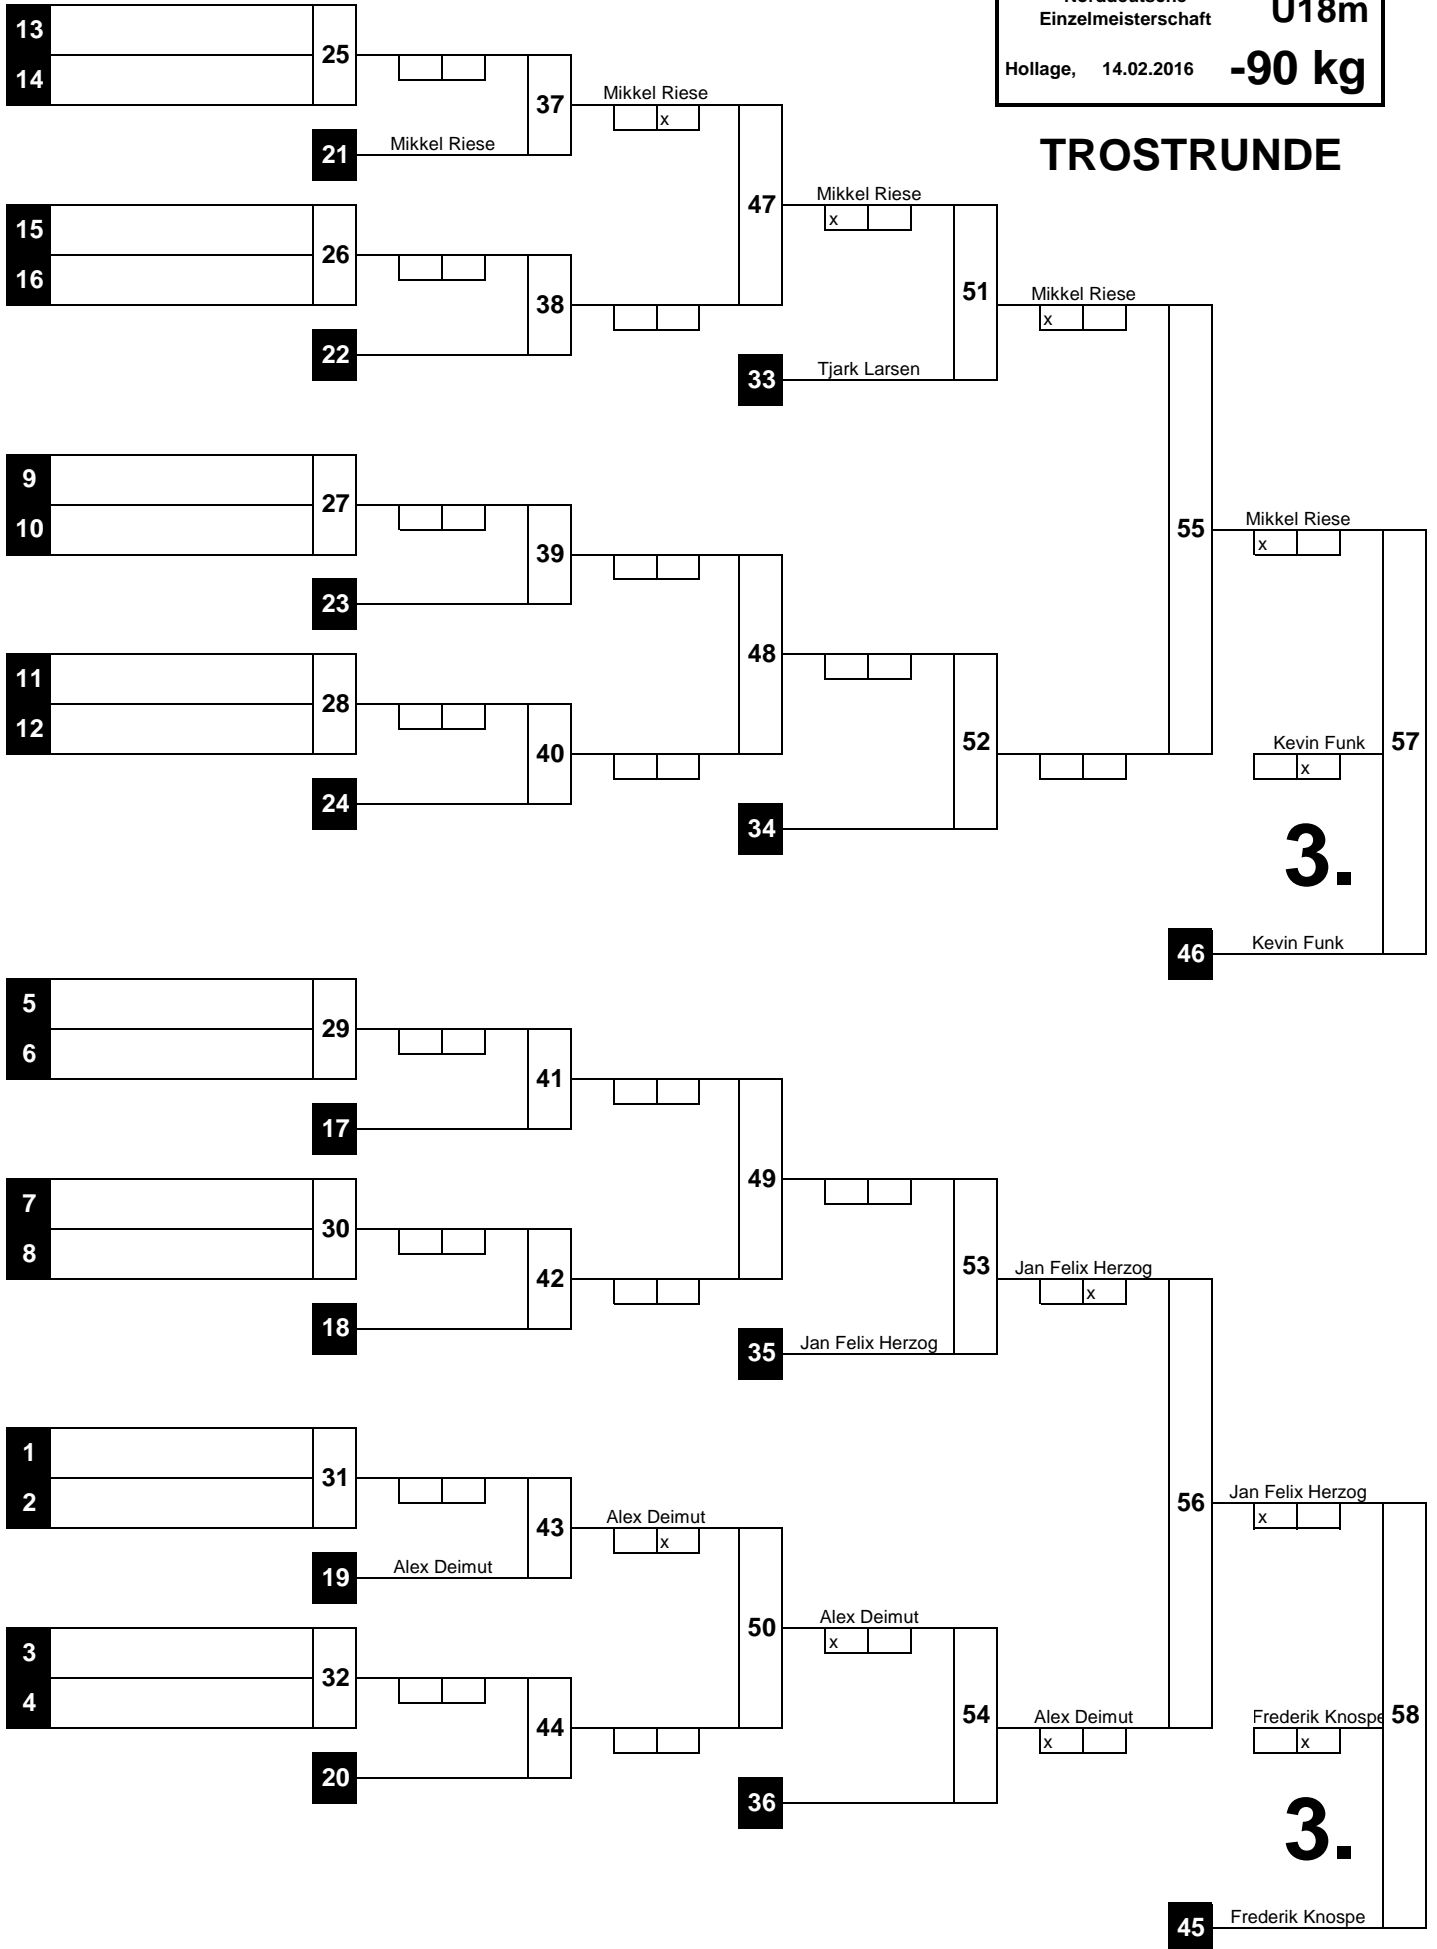 Norddeutsche
Einzelmeisterschaft
U18m
Hollage, 14.02.2016
-90 kg
TROSTRUNDE
13
14
25
37
Mikkel Riese
x
21
Mikkel Riese
47
Mikkel Riese
x
15
16
26
38
22
51
Mikkel Riese
x
33
Tjark Larsen
9
10
27
39
23
55
Mikkel Riese
x
48
11
12
28
40
24
52
34
Kevin Funk
x
57
3.
46
Kevin Funk
5
6
29
41
17
49
7
8
30
42
18
53
Jan Felix Herzog
x
35
Jan Felix Herzog
1
2
31
43
Alex Deimut
x
19
Alex Deimut
56
Jan Felix Herzog
x
50
Alex Deimut
x
3
4
32
44
20
54
Alex Deimut
x
36
Frederik Knospe
x
58
3.
45
Frederik Knospe